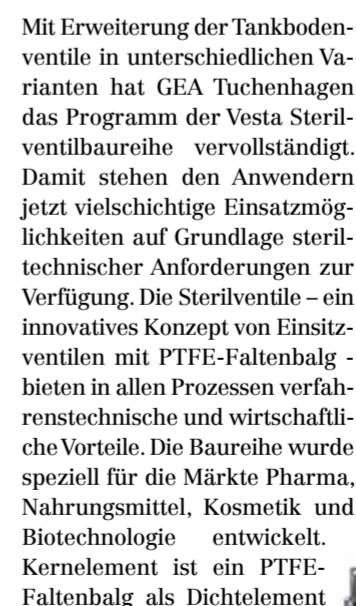 Mit Erweiterung der Tankboden-
ventile in unterschiedlichen Va-
rianten hat GEA Tuchenhagen
das Programm der Vesta Steril-
ventilbaureihe vervollständigt.
Damit stehen den Anwendern
jetzt vielschichtige Einsatzmög-
lichkeiten auf Grundlage steril-
technischer Anforderungen zur
Verfügung. Die Sterilventile – ein
innovatives Konzept von Einsitz-
ventilen mit PTFE-Faltenbalg -
bieten in allen Prozessen verfah-
renstechnische und wirtschaftli-
che Vorteile. Die Baureihe wurde
speziell für die Märkte Pharma,
Nahrungsmittel, Kosmetik und
Biotechnologie entwickelt.
Kernelement ist ein PTFE-
Faltenbalg als Dichtelement